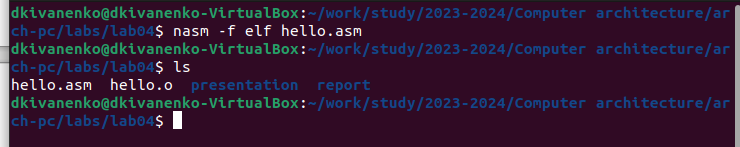 dkivanenko@dkivanenko-VirtualBox:~/work/study/2023-2024/Computer architecture/ar
ch-pc/labs/lab04$ nasm -f elf hello.asm
dkivanenko@dkivanenko-VirtualBox:~/work/study/2023-2024/Computer architecture/ar
ch-pc/labs/lab04$ ls
hello.asm  hello.o  presentation  report
dkivanenko@dkivanenko-VirtualBox:~/work/study/2023-2024/Computer architecture/ar
ch-pc/labs/lab04$